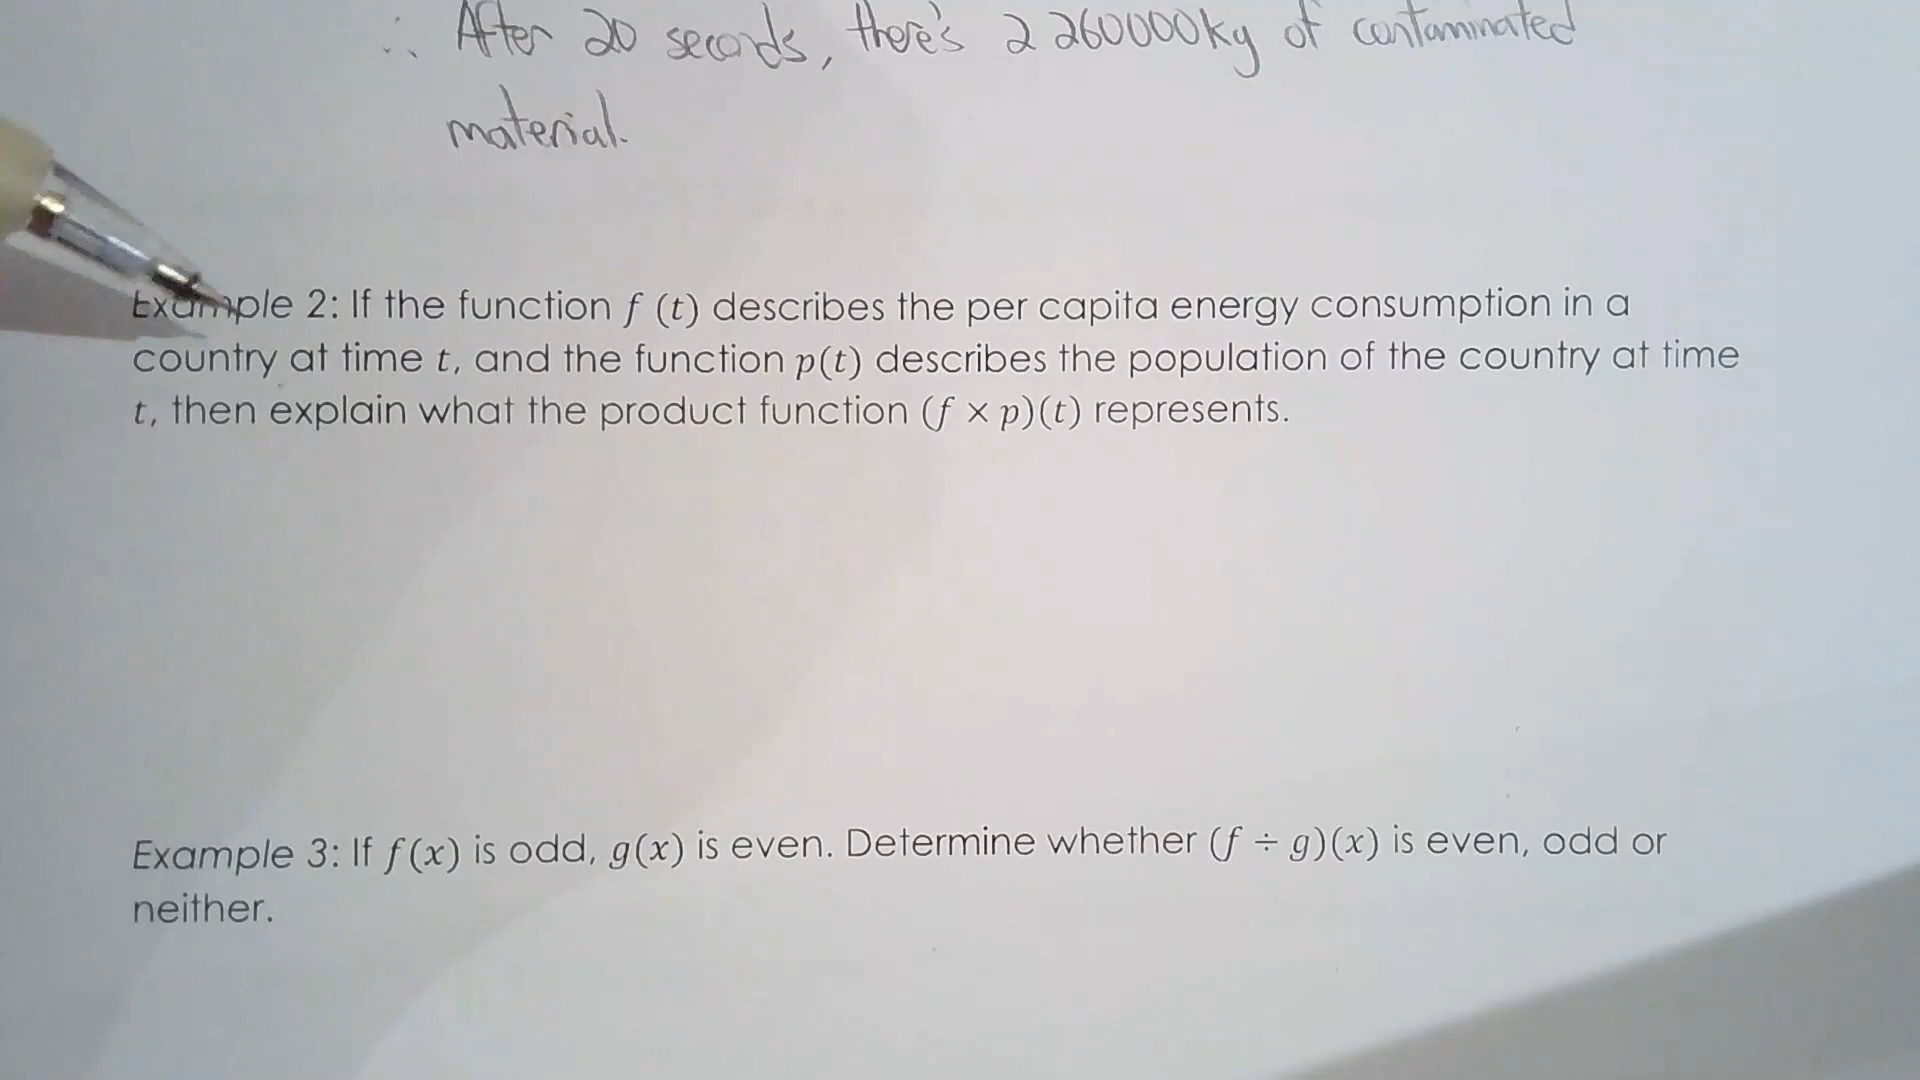 ∴ After 20 seconds, there's 2 260000kg of contaminated
material.
Example 2: If the function f (t) describes the per capita energy consumption in a
country at time t, and the function p(t) describes the population of the country at time
t, then explain what the product function (f × p)(t) represents.
Example 3: If f(x) is odd, g(x) is even. Determine whether (f ÷ g)(x) is even, odd or
neither.